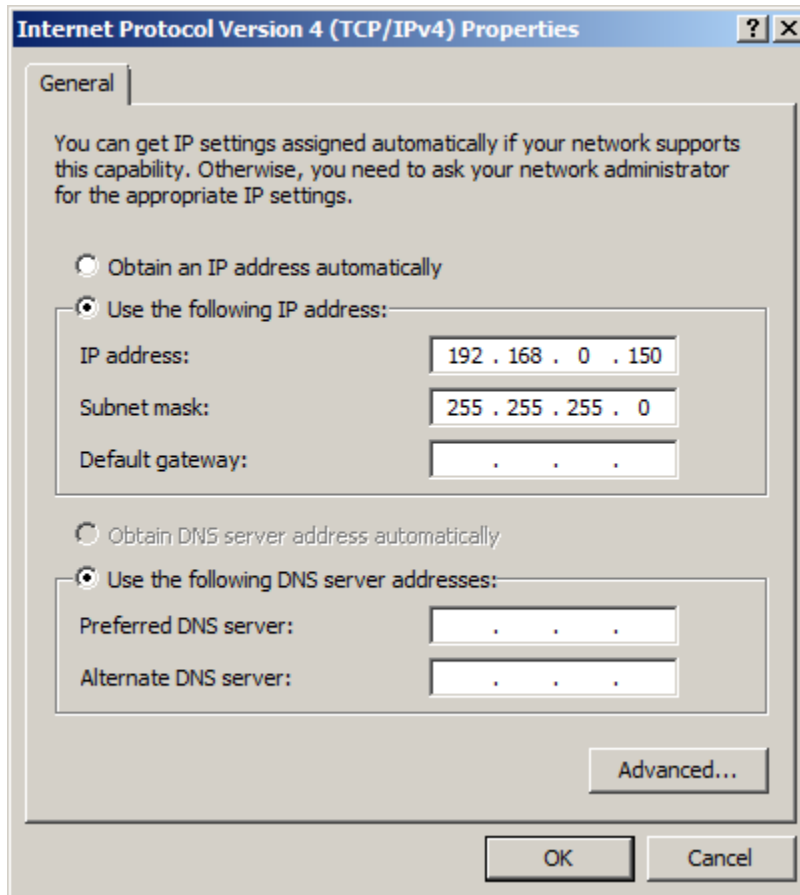 Internet Protocol Version 4 (TCP/IPv4) Properties
General
You can get IP settings assigned automatically if your network supports
this capability. Otherwise, you need to ask your network administrator
for the appropriate IP settings.
Obtain an IP address automatically
Use the following IP address:
IP address: 192 . 168 . 0 . 150
Subnet mask: 255 . 255 . 255 . 0
Default gateway: . . .
Obtain DNS server address automatically
Use the following DNS server addresses:
Preferred DNS server: . . .
Alternate DNS server: . . .
Advanced...
OK Cancel